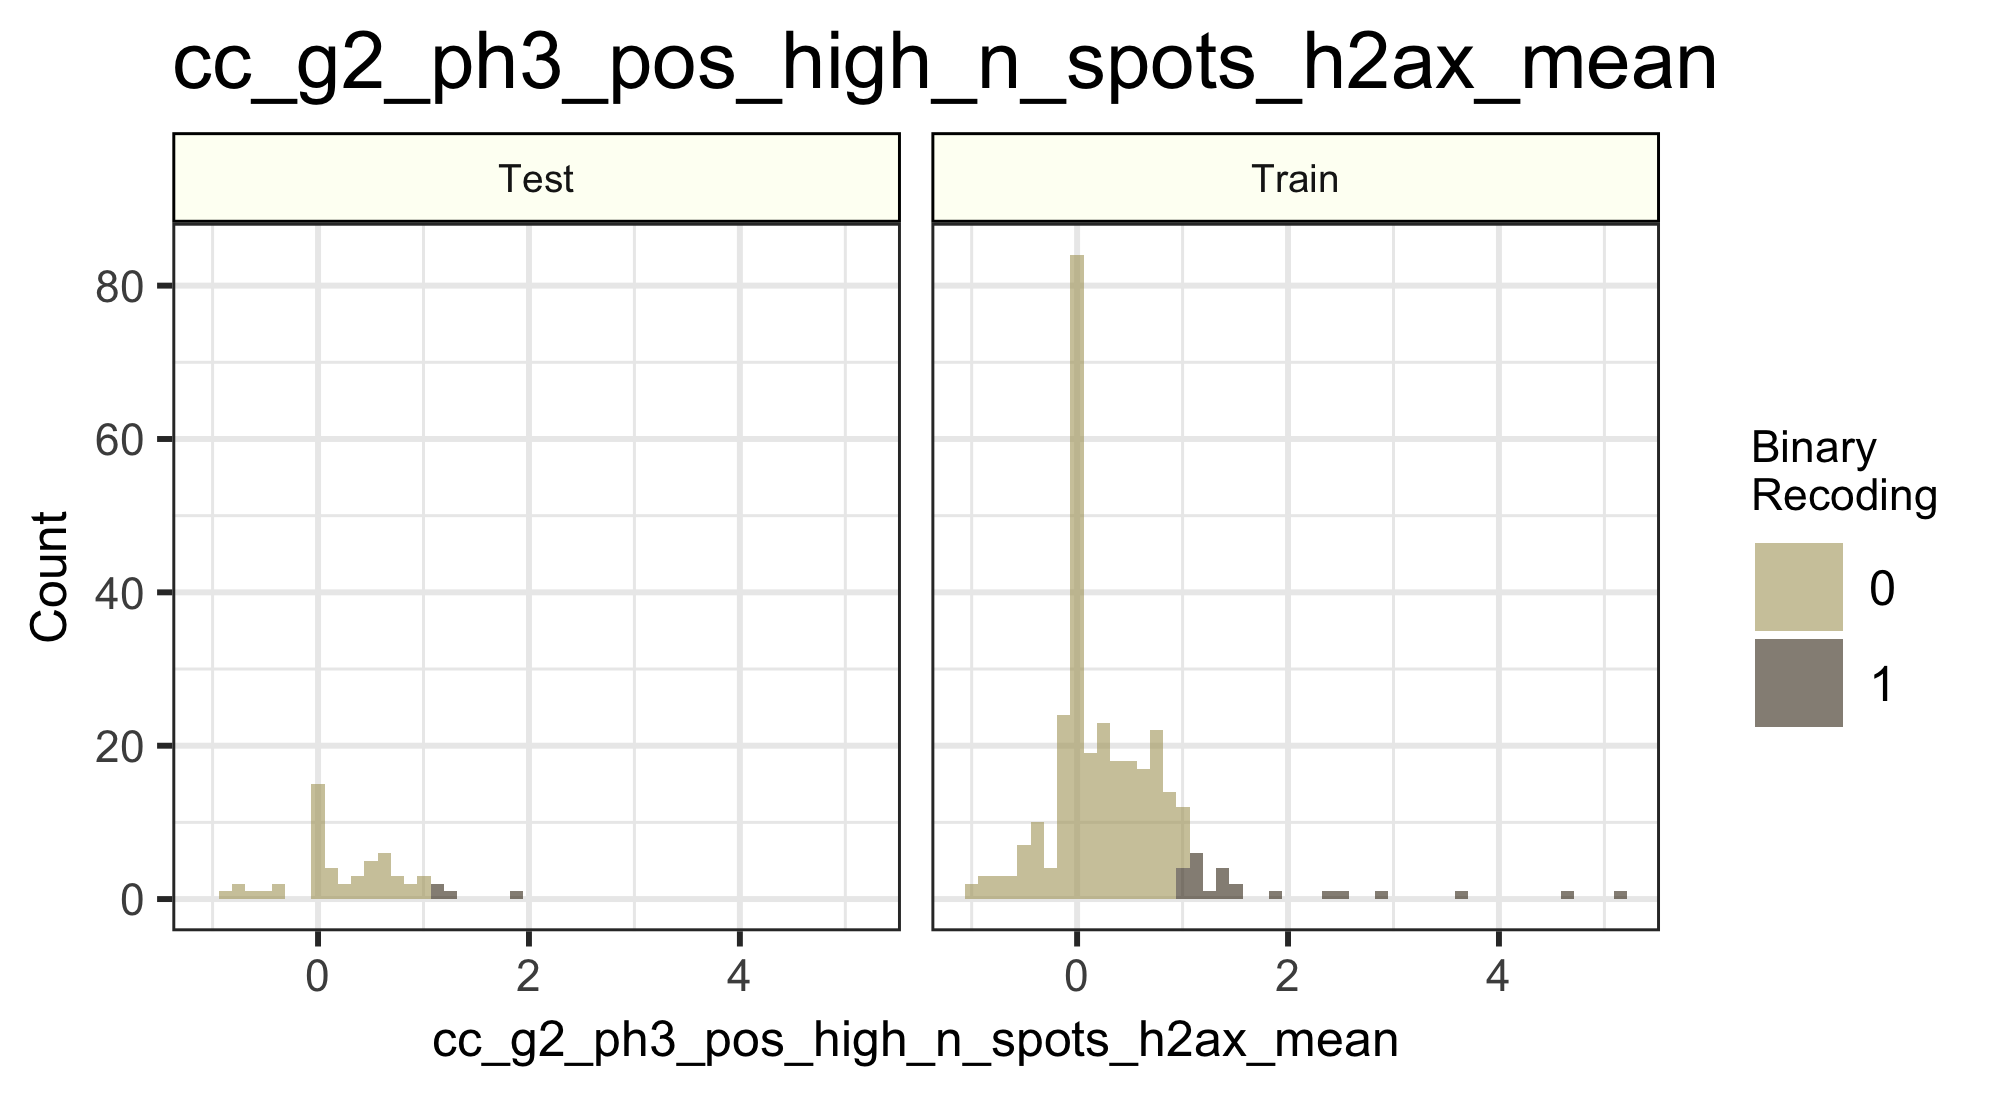 cc_g2_ph3_pos_high_n_spots_h2ax_mean
Test
Train
80
60
40
20
0
Count
0
2
4
0
2
4
cc_g2_ph3_pos_high_n_spots_h2ax_mean
Binary
Recoding
0
1